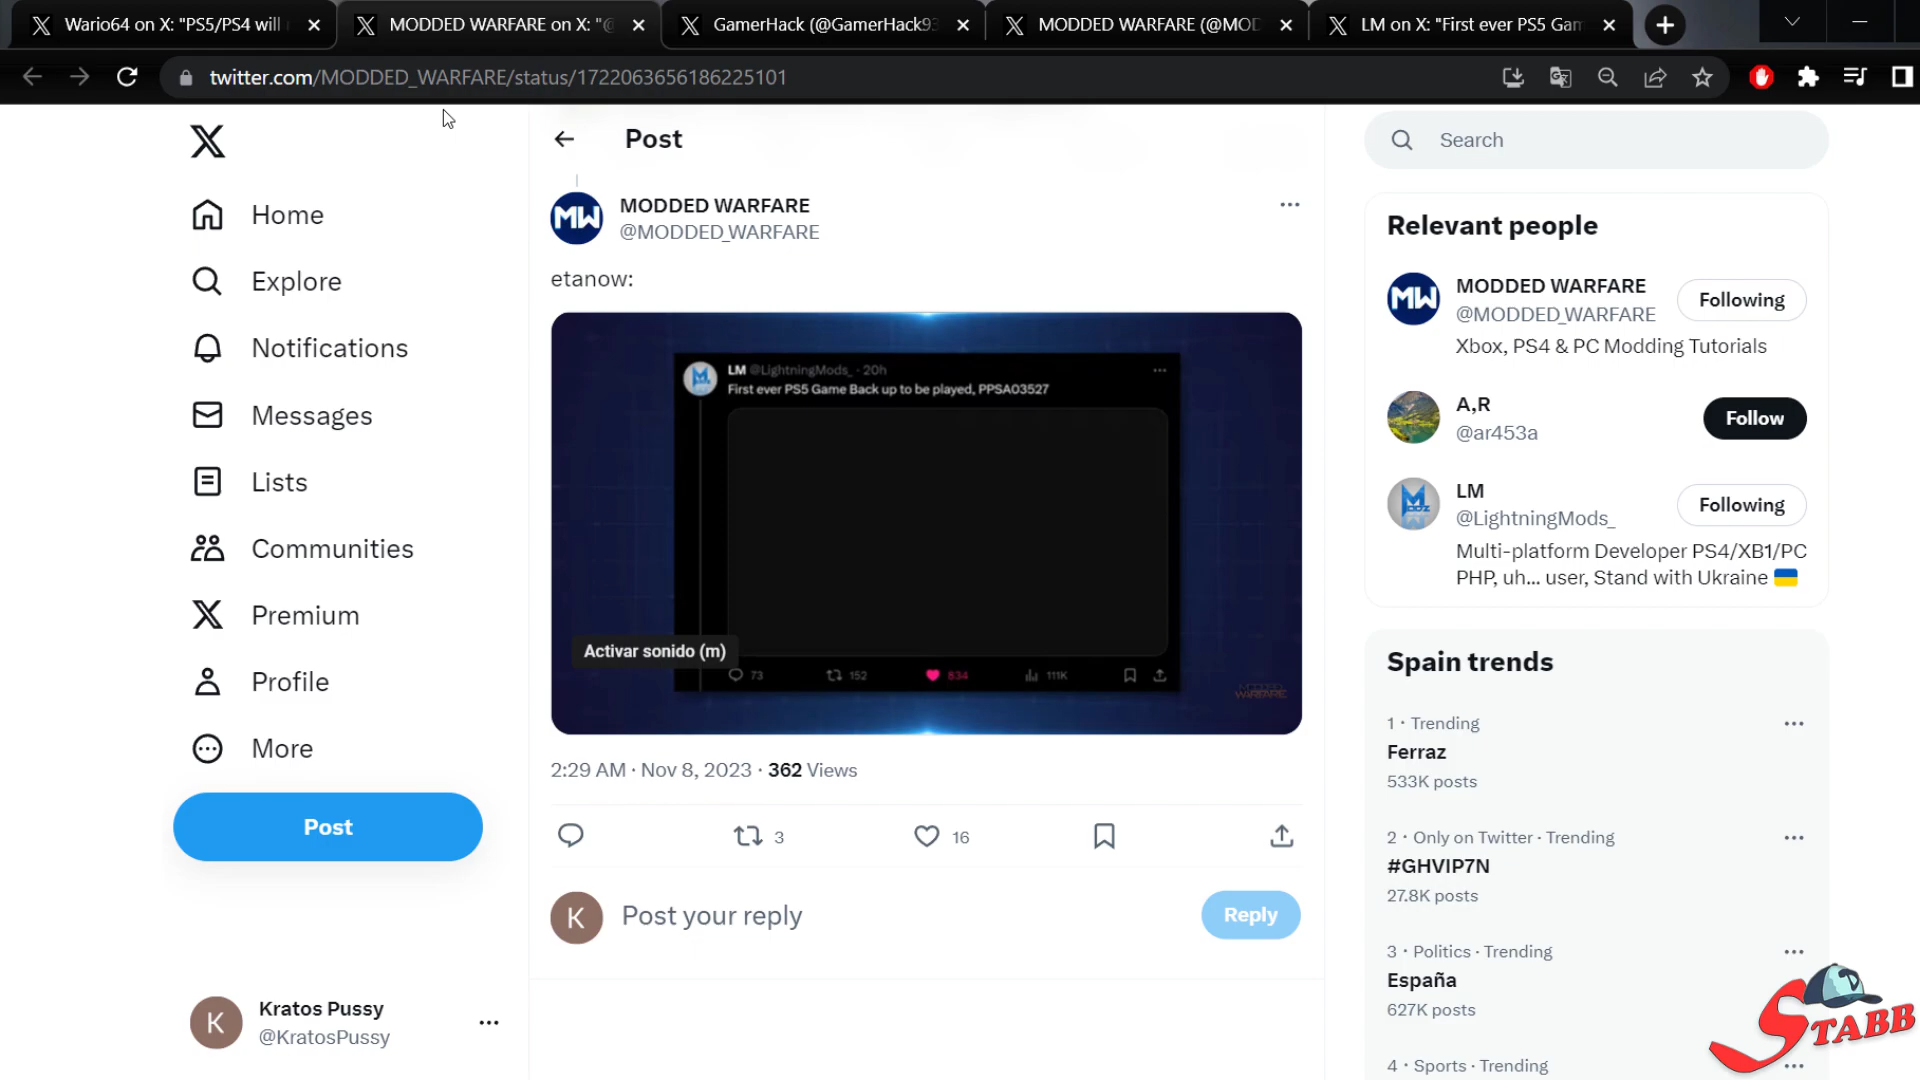 Wario64 on X: "PS5/PS4 will
MODDED WARFARE on X: "@
GamerHack (@GamerHack93
MODDED WARFARE (@MOD
LM on X: "First ever PS5 Gam
twitter.com/MODDED_WARFARE/status/1722063656186225101
X
Home
Explore
Notifications
Messages
Lists
Communities
Premium
Profile
More
Post
Kratos Pussy
@KratosPussy
K
Post
MW
MODDED WARFARE
@MODDED_WARFARE
etanow:
LM @LightningMods_ · 20h
First ever PS5 Game Back up to be played, PPSA03527
Activar sonido (m)
73
152
834
111K
MODDED
WARFARE
2:29 AM · Nov 8, 2023 · 362 Views
3
16
K
Post your reply
Reply
Search
Relevant people
MW
MODDED WARFARE
@MODDED_WARFARE
Following
Xbox, PS4 & PC Modding Tutorials
A,R
@ar453a
Follow
LM
@LightningMods_
Following
Multi-platform Developer PS4/XB1/PC
PHP, uh... user, Stand with Ukraine
Spain trends
1 · Trending
Ferraz
533K posts
2 · Only on Twitter · Trending
#GHVIP7N
27.8K posts
3 · Politics · Trending
España
627K posts
4 · Sports · Trending
STABB